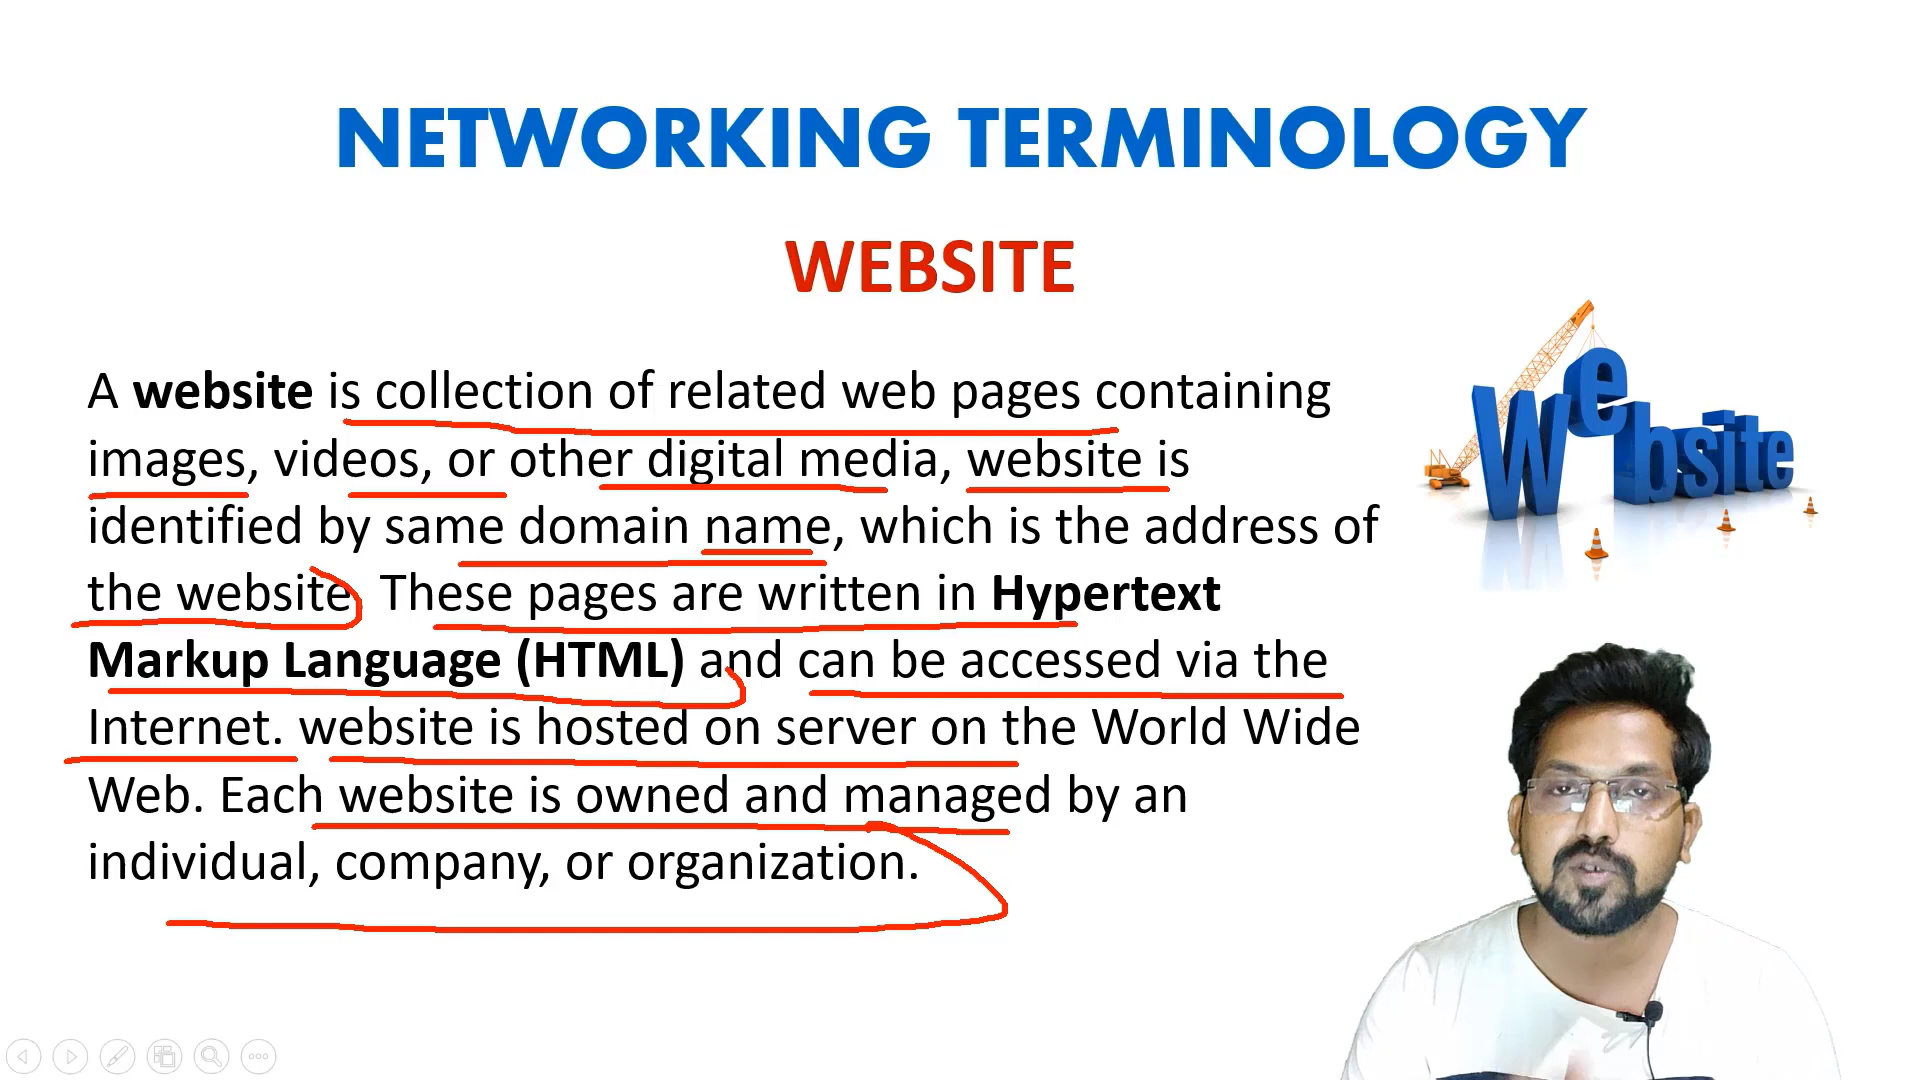 NETWORKING TERMINOLOGY
WEBSITE
A website is collection of related web pages containing
images, videos, or other digital media, website is
identified by same domain name, which is the address of
the website These pages are written in Hypertext
Markup Language (HTML) and can be accessed via the
Internet. website is hosted on server on the World Wide
Web. Each website is owned and managed by an
individual, company, or organization.
Website